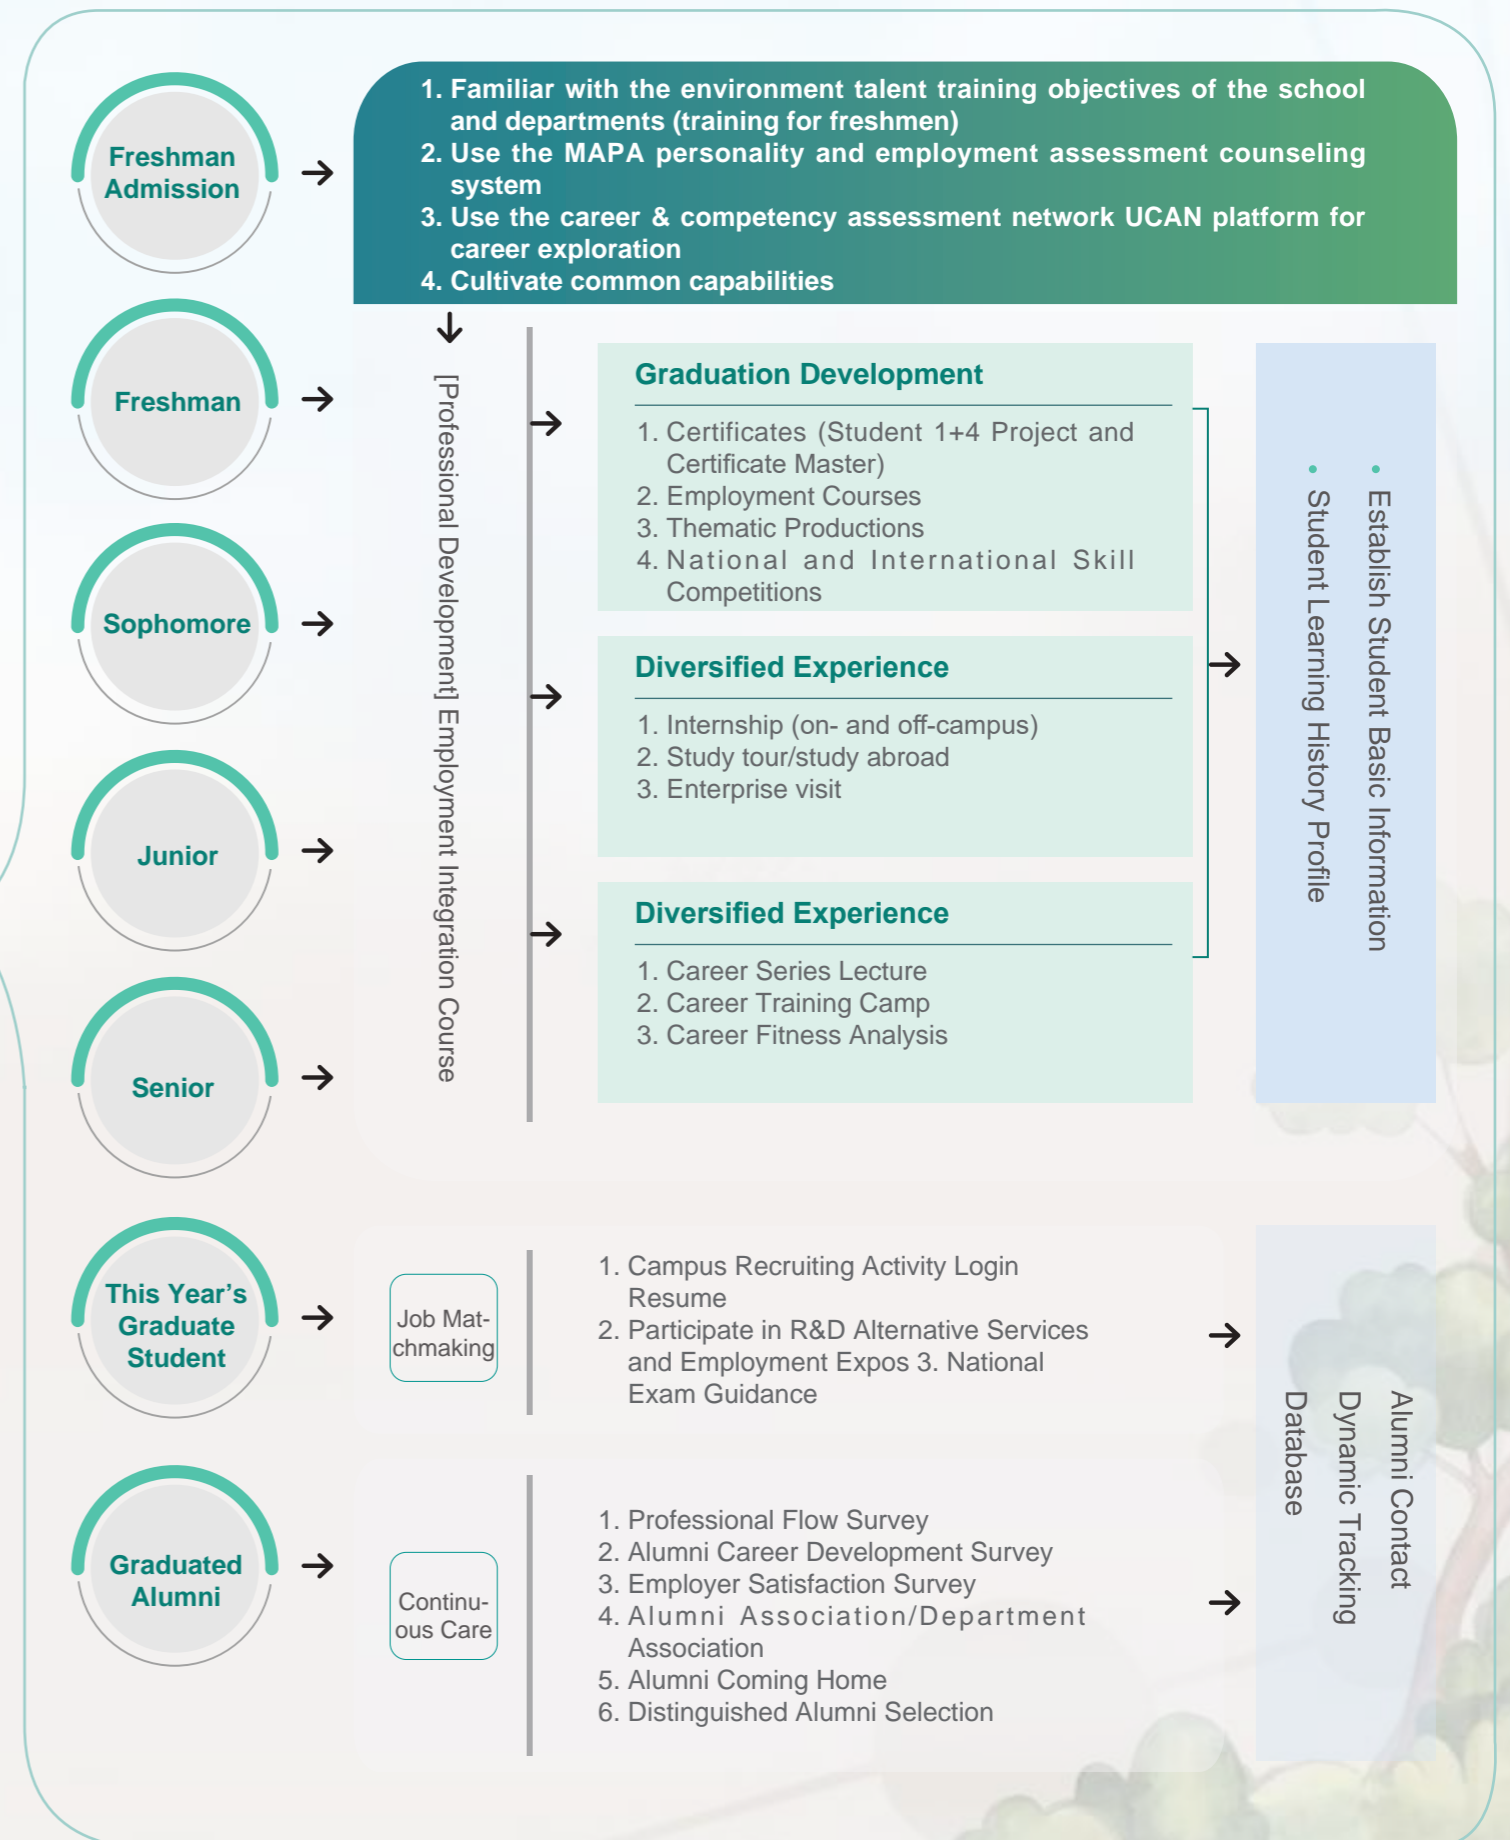 Freshman
Admission
1. Familiar with the environment talent training objectives of the school
and departments (training for freshmen)
2. Use the MAPA personality and employment assessment counseling
system
3. Use the career & competency assessment network UCAN platform for
career exploration
4. Cultivate common capabilities
Freshman
Sophomore
Junior
Senior
[Professional Development] Employment Integration Course
Graduation Development
1. Certificates (Student 1+4 Project and
Certificate Master)
2. Employment Courses
3. Thematic Productions
4. National and International Skill
Competitions
Diversified Experience
1. Internship (on- and off-campus)
2. Study tour/study abroad
3. Enterprise visit
Diversified Experience
1. Career Series Lecture
2. Career Training Camp
3. Career Fitness Analysis
• Establish Student Basic Information
• Student Learning History Profile
This Year's
Graduate
Student
Job Mat-
chmaking
1. Campus Recruiting Activity Login
Resume
2. Participate in R&D Alternative Services
and Employment Expos 3. National
Exam Guidance
Graduated
Alumni
Continu-
ous Care
1. Professional Flow Survey
2. Alumni Career Development Survey
3. Employer Satisfaction Survey
4. Alumni Association/Department
Association
5. Alumni Coming Home
6. Distinguished Alumni Selection
Alumni Contact
Dynamic Tracking
Database